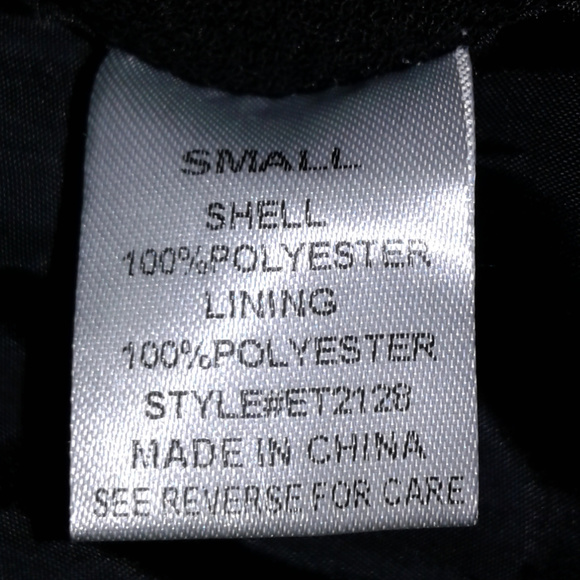 SMALL
SHELL
100%POLYESTER
LINING
100%POLYESTER
STYLE#ET2128
MADE IN CHINA
SEE REVERSE FOR CARE